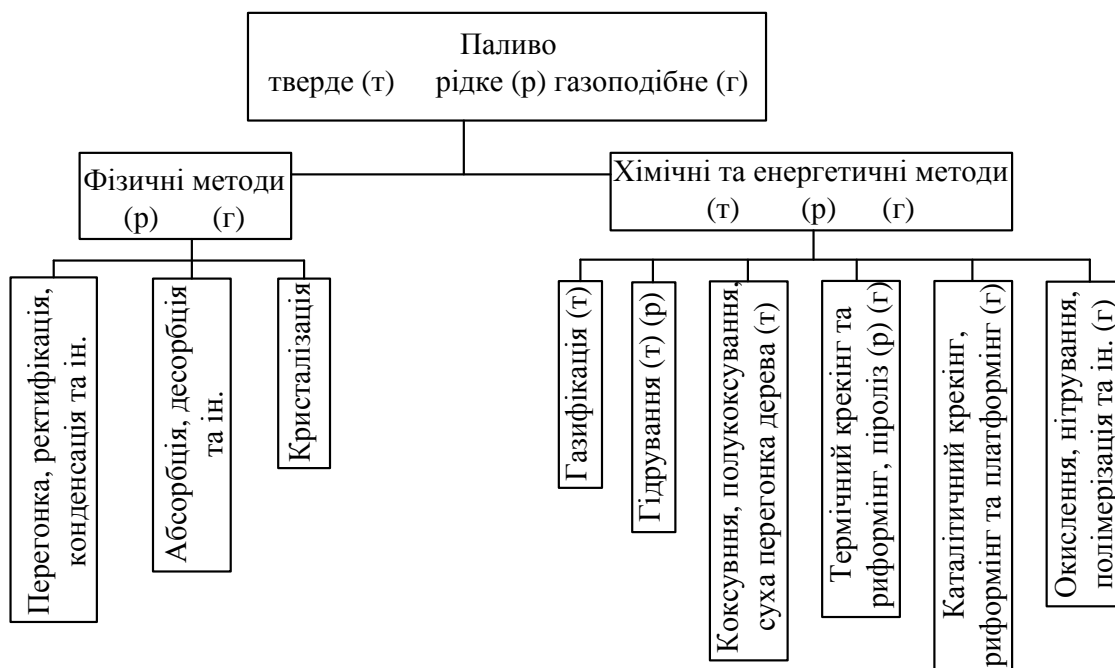 Паливо
тверде (т) рідке (р) газоподібне (г)
Фізичні методи
(р) (г)
Хімічні та енергетичні методи
(т) (р) (г)
Перегонка, ректифікація,
конденсація та ін.
Абсорбція, десорбція
та ін.
Кристалізація
Газифікація (т)
Гідрування (т) (р)
Коксувння, полукоксування,
суха перегонка дерева (т)
Термічний крекінг та
риформінг, піроліз (р) (г)
Каталітичний крекінг,
риформінг та платформінг (г)
Окислення, нітрування,
полімерізація та ін. (г)